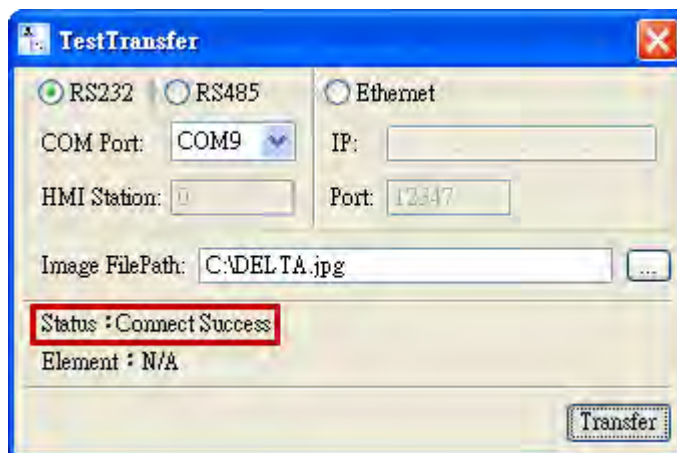 TestTransfer
RS232 RS485 Ethernet
COM Port: COM9 IP:
HMI Station: 0 Port: 12347
Image FilePath: C:\DELTA.jpg ...
Status：Connect Success
Element：N/A
Transfer